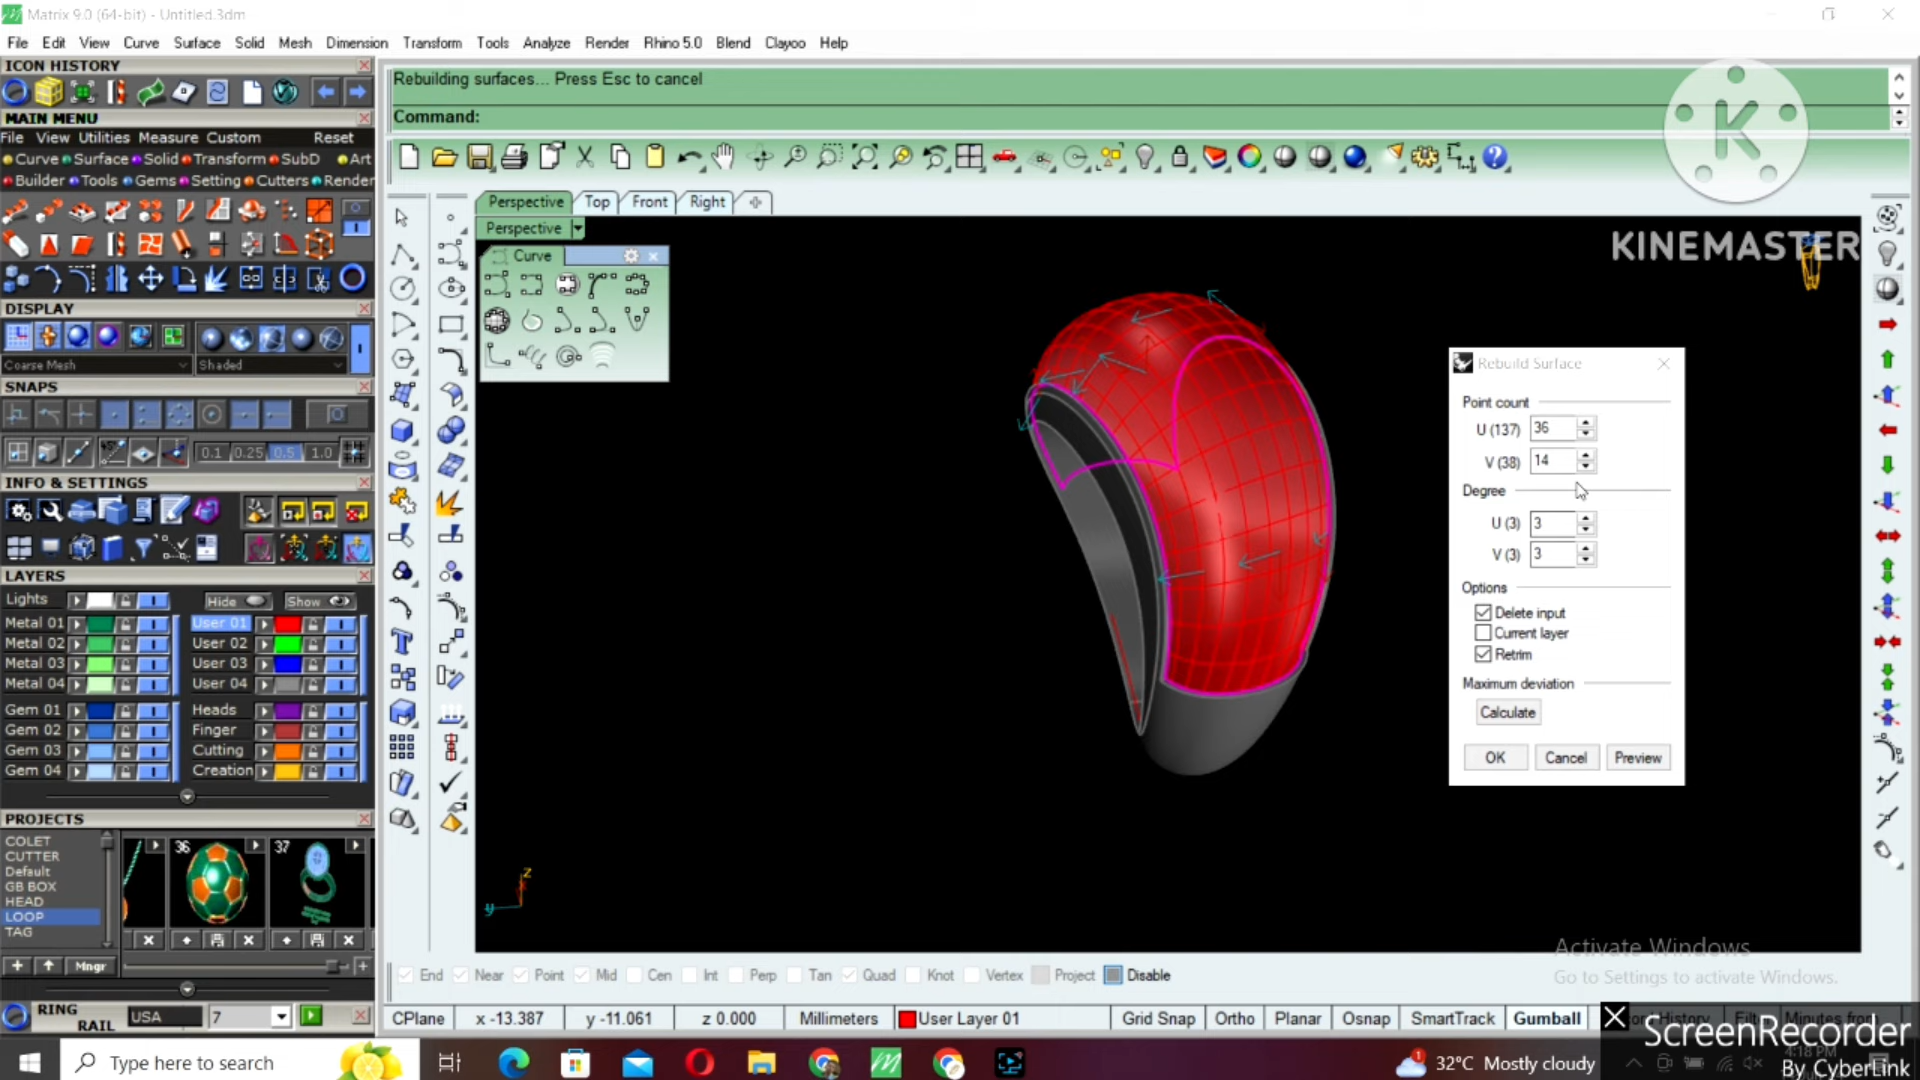 Matrix 9.0 (64-bit) - Untitled.3dm
File Edit View Curve Surface Solid Mesh Dimension Transform Tools Analyze Render Rhino 5.0 Blend Clayoo Help
ICON HISTORY
Rebuilding surfaces... Press Esc to cancel
Command:
MAIN MENU
File View Utilities Measure Custom Reset
Curve Surface Solid Transform SubD Art
Builder Tools Gems Setting Cutters Render
Perspective Top Front Right
Perspective
Curve
K
KINEMASTER
DISPLAY
Coarse Mesh Shaded
SNAPS
0.1 0.25 0.5 1.0
INFO & SETTINGS
LAYERS
Lights Hide Show
Metal 01 User 01
Metal 02 User 02
Metal 03 User 03
Metal 04 User 04
Gem 01 Heads
Gem 02 Finger
Gem 03 Cutting
Gem 04 Creation
Rebuild Surface
Point count
U (137) 36
V (38) 14
Degree
U (3) 3
V (3) 3
Options
Delete input
Current layer
Retrim
Maximum deviation
Calculate
OK Cancel Preview
PROJECTS
COLET
CUTTER
Default
GB BOX
HEAD
LOOP
TAG
36 37
Mngr
z
y
Activate Windows
Go to Settings to activate Windows.
End Near Point Mid Cen Int Perp Tan Quad Knot Vertex Project Disable
RING RAIL USA 7
CPlane x -13.387 y -11.061 z 0.000 Millimeters User Layer 01 Grid Snap Ortho Planar Osnap SmartTrack Gumball
ScreenRecorder
By CyberLink
Type here to search
32°C Mostly cloudy
4:18 PM